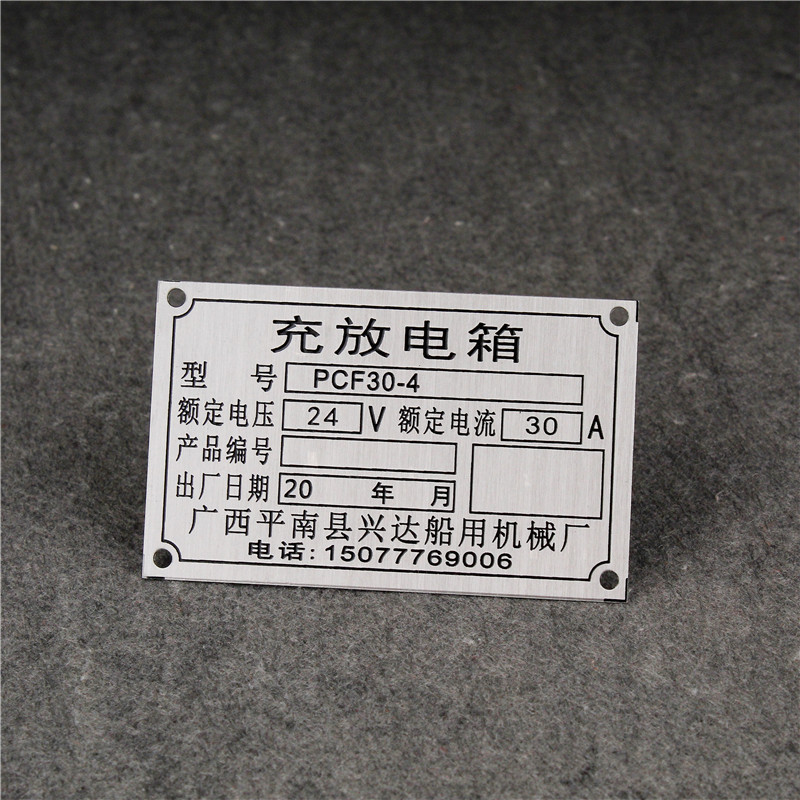 充放电箱
型 号 PCF30-4
额定电压 24 V 额定电流 30 A
产品编号
出厂日期 20 年 月
广西平南县兴达船用机械厂
电话:15077769006